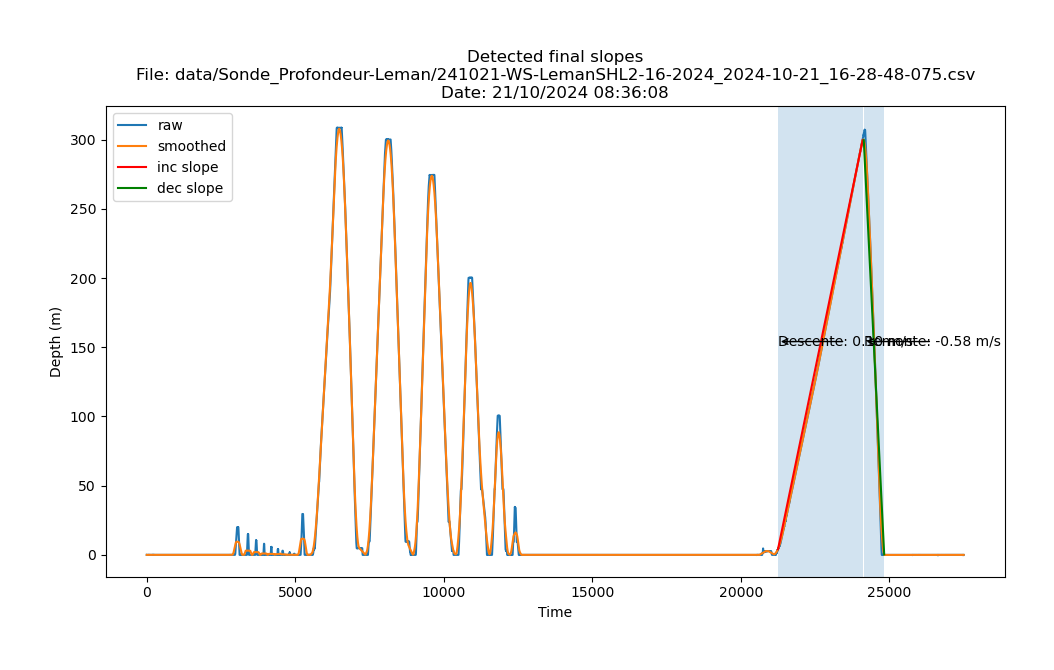 Detected final slopes
File: data/Sonde_Profondeur-Leman/241021-WS-LemanSHL2-16-2024_2024-10-21_16-28-48-075.csv
Date: 21/10/2024 08:36:08
raw
smoothed
inc slope
dec slope
Depth (m)
300
250
200
150
100
50
0
Descente: m/s
-0.58 m/s
0 5000 10000 15000 20000 25000
Time